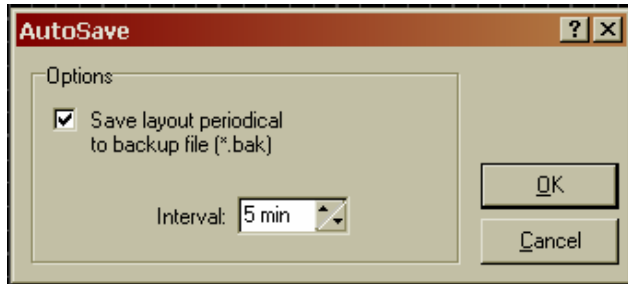 AutoSave
Options
Save layout periodical
to backup file (*.bak)
Interval: 5 min
OK
Cancel